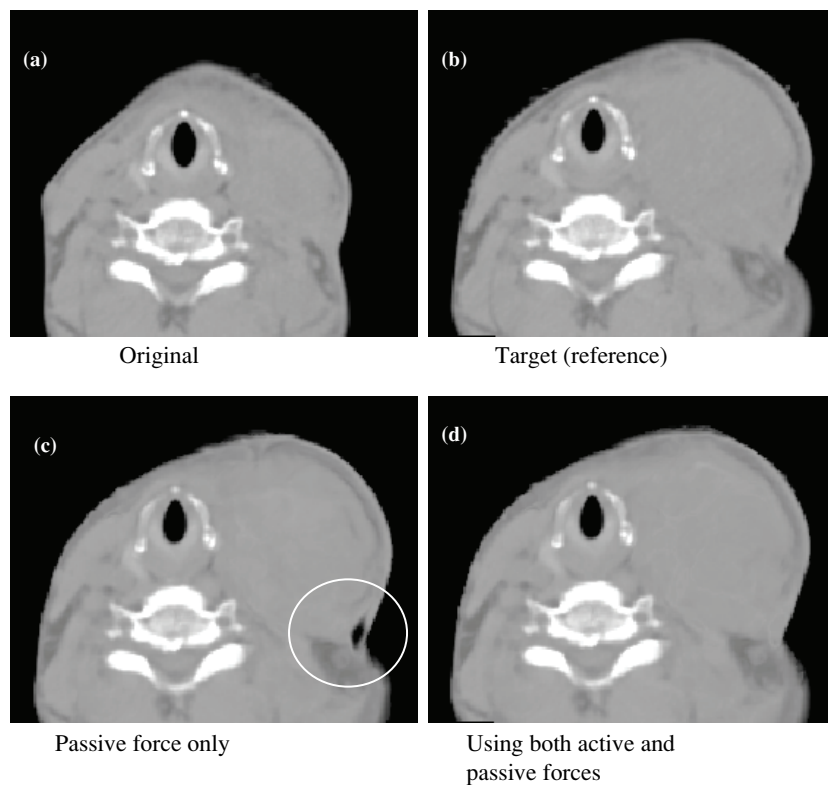 (a)
(b)
Original
Target (reference)
(c)
(d)
Passive force only
Using both active and
passive forces